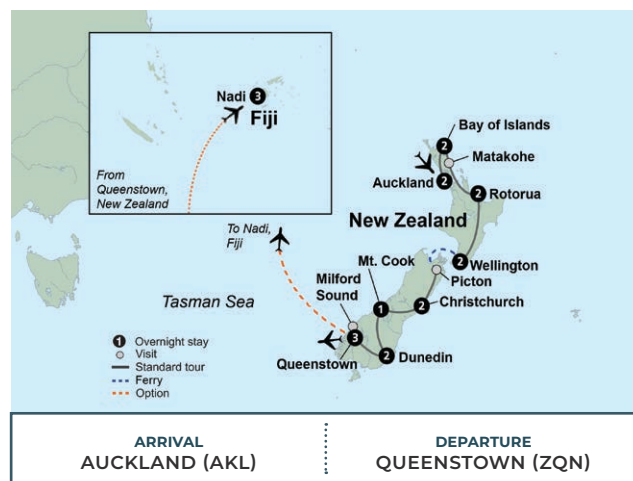 Nadi 3
Fiji
From
Queenstown,
New Zealand
To Nadi,
Fiji
2
Bay of Islands
Matakohe
Auckland 2
2 Rotorua
New Zealand
2 Wellington
Picton
Mt. Cook
1
2 Christchurch
Milford
Sound
Tasman Sea
3
Queenstown
2 Dunedin
1 Overnight stay
Visit
Standard tour
Ferry
Option
ARRIVAL
AUCKLAND (AKL)
DEPARTURE
QUEENSTOWN (ZQN)